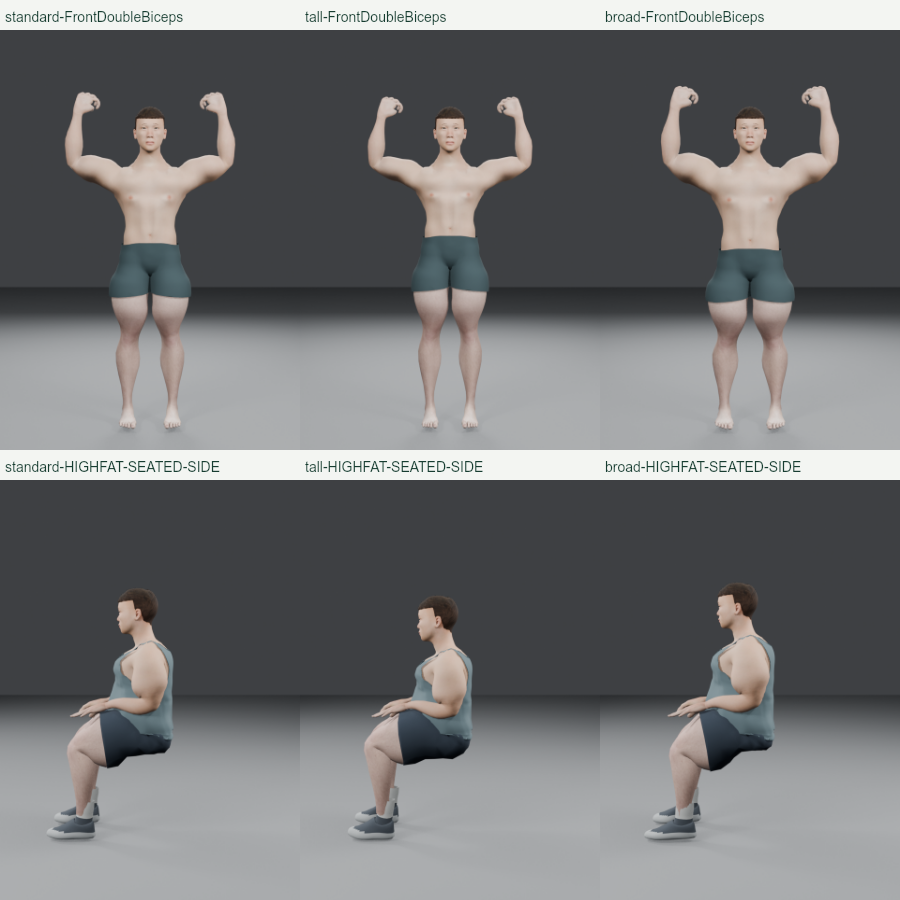 standard-FrontDoubleBiceps
tall-FrontDoubleBiceps
broad-FrontDoubleBiceps
standard-HIGHFAT-SEATED-SIDE
tall-HIGHFAT-SEATED-SIDE
broad-HIGHFAT-SEATED-SIDE